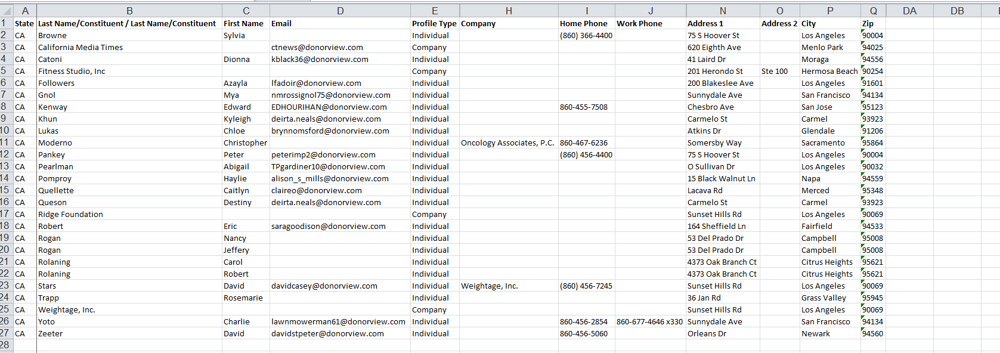 A B C D E H I J N O P Q DA DB
1 State Last Name/Constituent / Last Name/Constituent First Name Email Profile Type Company Home Phone Work Phone Address 1 Address 2 City Zip
2 CA Browne Sylvia Individual (860) 366-4400 75 S Hoover St Los Angeles 90004
3 CA California Media Times ctnews@donorview.com Company 620 Eighth Ave Menlo Park 94025
4 CA Catoni Dionna kblack36@donorview.com Individual 41 Laird Dr Moraga 94556
5 CA Fitness Studio, Inc Company 201 Herondo St Ste 100 Hermosa Beach 90254
6 CA Followers Azayla lfadoir@donorview.com Individual 200 Blakeslee Ave Los Angeles 91601
7 CA Gnol Mya nmrossignol75@donorview.com Individual Sunnydale Ave San Francisco 94134
8 CA Kenway Edward EDHOURIHAN@donorview.com Individual 860-455-7508 Chesbro Ave San Jose 95123
9 CA Khun Kyleigh deirta.neals@donorview.com Individual Carmelo St Carmel 93923
10 CA Lukas Chloe brynnomsford@donorview.com Individual Atkins Dr Glendale 91206
11 CA Moderno Christopher Individual Oncology Associates, P.C. 860-467-6236 Somersby Way Sacramento 95864
12 CA Pankey Peter peterimp2@donorview.com Individual (860) 456-4400 75 S Hoover St Los Angeles 90004
13 CA Pearlman Abigail TPgardiner10@donorview.com Individual O Sullivan Dr Los Angeles 90032
14 CA Pomproy Haylie alison_s_mills@donorview.com Individual 15 Black Walnut Ln Napa 94559
15 CA Quellette Caitlyn claireo@donorview.com Individual Lacava Rd Merced 95348
16 CA Queson Destiny deirta.neals@donorview.com Individual Carmelo St Carmel 93923
17 CA Ridge Foundation Company Sunset Hills Rd Los Angeles 90069
18 CA Robert Eric saragoodison@donorview.com Individual 164 Sheffield Ln Fairfield 94533
19 CA Rogan Nancy Individual 53 Del Prado Dr Campbell 95008
20 CA Rogan Jeffery Individual 53 Del Prado Dr Campbell 95008
21 CA Rolaning Carol Individual 4373 Oak Branch Ct Citrus Heights 95621
22 CA Rolaning Robert Individual 4373 Oak Branch Ct Citrus Heights 95621
23 CA Stars David davidcasey@donorview.com Individual Weightage, Inc. (860) 456-7245 Sunset Hills Rd Los Angeles 90069
24 CA Trapp Rosemarie Individual 36 Jan Rd Grass Valley 95945
25 CA Weightage, Inc. Company Sunset Hills Rd Los Angeles 90069
26 CA Yoto Charlie lawnmowerman61@donorview.com Individual 860-456-2854 860-677-4646 x330 Sunnydale Ave San Francisco 94134
27 CA Zeeter David davidstpeter@donorview.com Individual 860-456-5060 Orleans Dr Newark 94560
28